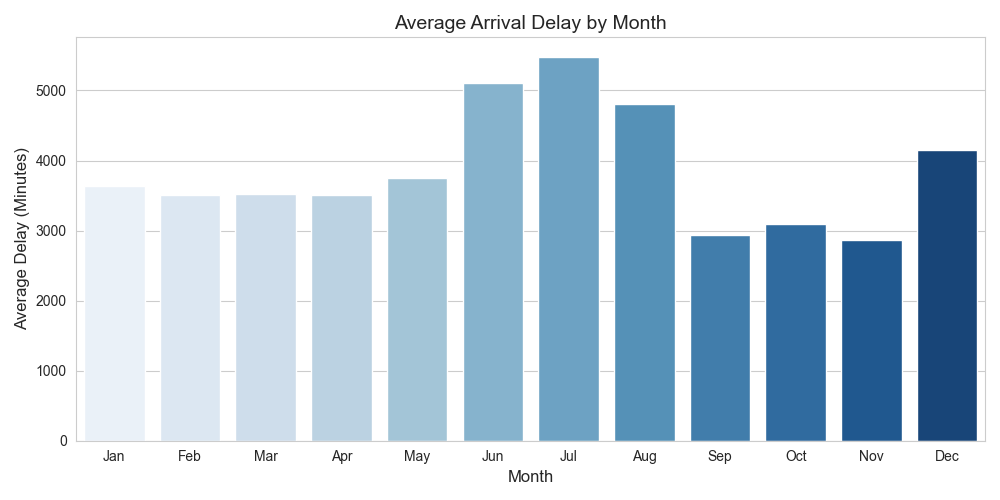 Average Arrival Delay by Month
Average Delay (Minutes)
5000
4000
3000
2000
1000
0
Jan Feb Mar Apr May Jun Jul Aug Sep Oct Nov Dec
Month